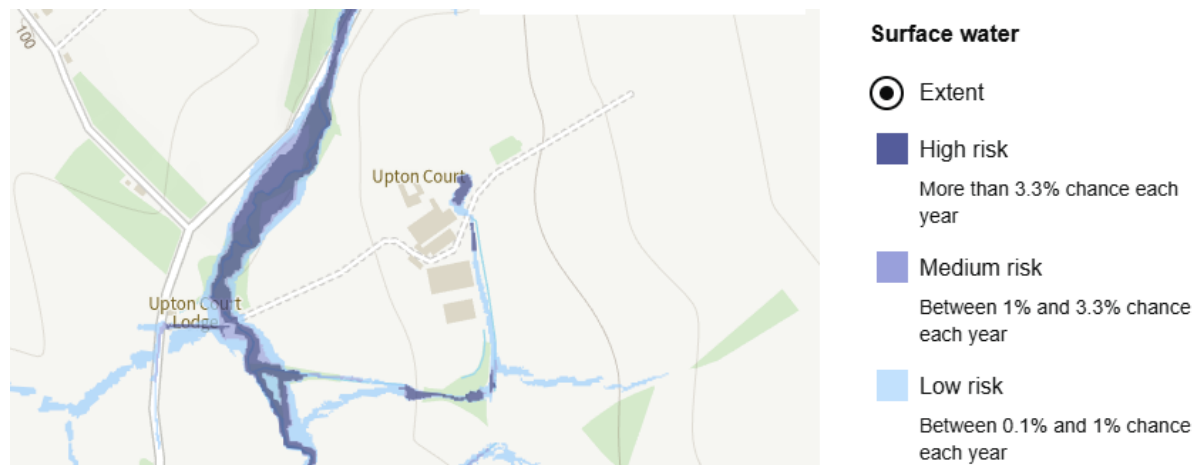 100
Upton Court
Upton Court
Lodge
Surface water
Extent
High risk
More than 3.3% chance each
year
Medium risk
Between 1% and 3.3% chance
each year
Low risk
Between 0.1% and 1% chance
each year